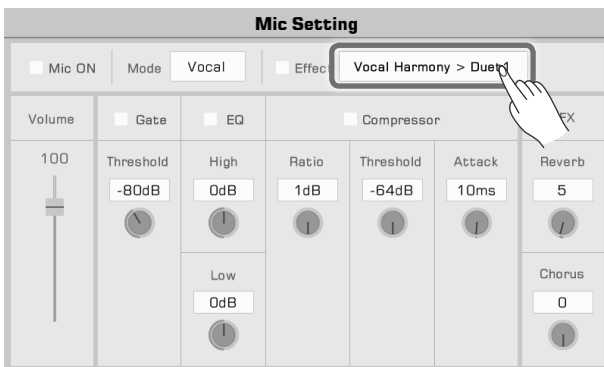 Mic Setting
Mic ON Mode Vocal Effect Vocal Harmony > Duet 1
Volume Gate EQ Compressor FX
100 Threshold High Ratio Threshold Attack Reverb
-80dB 0dB 1dB -64dB 10ms 5
Low Chorus
0dB 0